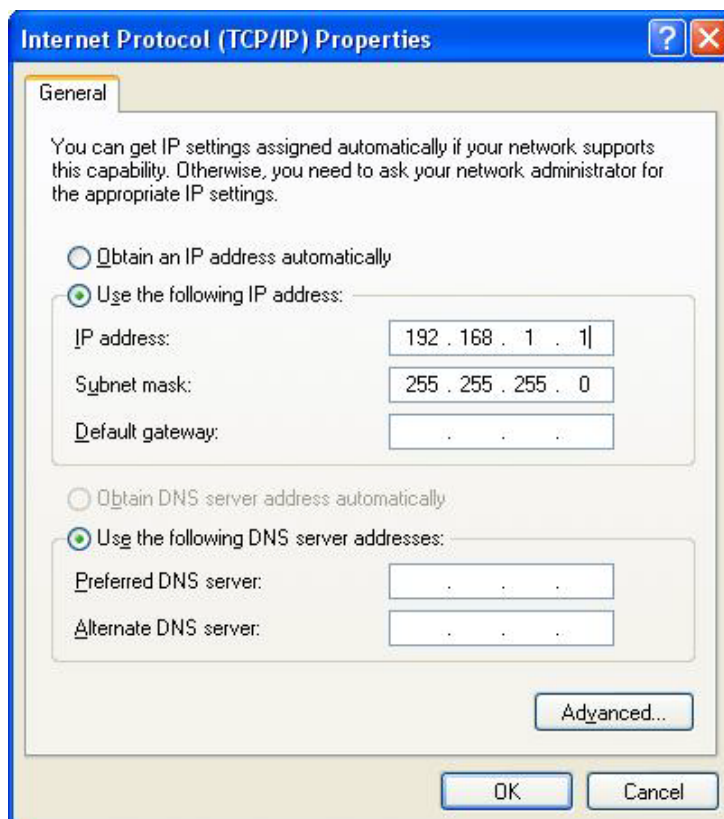 Internet Protocol (TCP/IP) Properties
General
You can get IP settings assigned automatically if your network supports
this capability. Otherwise, you need to ask your network administrator for
the appropriate IP settings.
Obtain an IP address automatically
Use the following IP address:
IP address: 192 . 168 . 1 . 1
Subnet mask: 255 . 255 . 255 . 0
Default gateway: . . .
Obtain DNS server address automatically
Use the following DNS server addresses:
Preferred DNS server: . . .
Alternate DNS server: . . .
Advanced...
OK Cancel